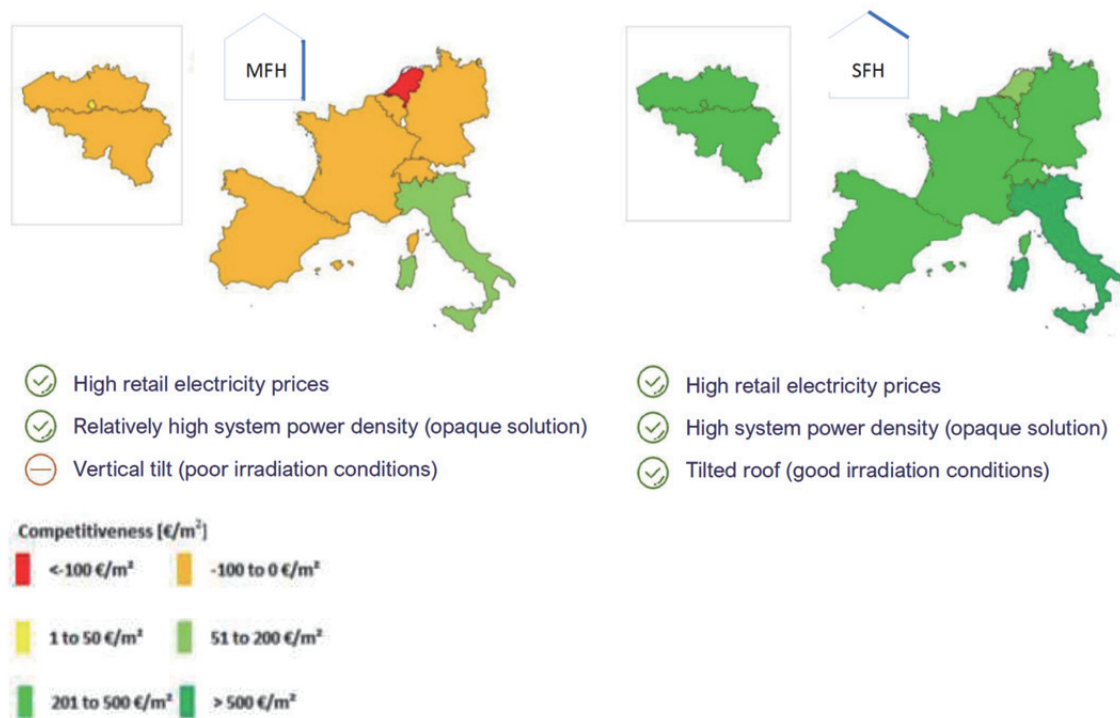 MFH
SFH
High retail electricity prices
Relatively high system power density (opaque solution)
Vertical tilt (poor irradiation conditions)
High retail electricity prices
High system power density (opaque solution)
Tilted roof (good irradiation conditions)
Competitiveness [€/m²]
<-100 €/m²
-100 to 0 €/m²
1 to 50 €/m²
51 to 200 €/m²
201 to 500 €/m²
> 500 €/m²